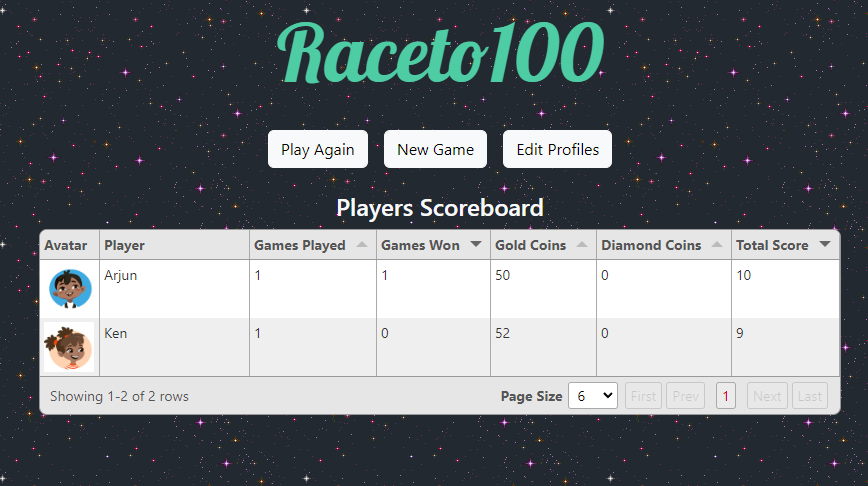 Raceto100
Play Again New Game Edit Profiles
Players Scoreboard
Avatar Player Games Played Games Won Gold Coins Diamond Coins Total Score
Arjun 1 1 50 0 10
Ken 1 0 52 0 9
Showing 1-2 of 2 rows Page Size 6 First Prev 1 Next Last